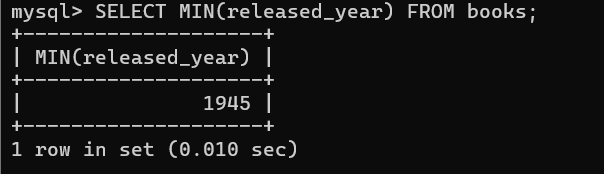 mysql> SELECT MIN(released_year) FROM books;
+--------------------+
| MIN(released_year) |
+--------------------+
|               1945 |
+--------------------+
1 row in set (0.010 sec)